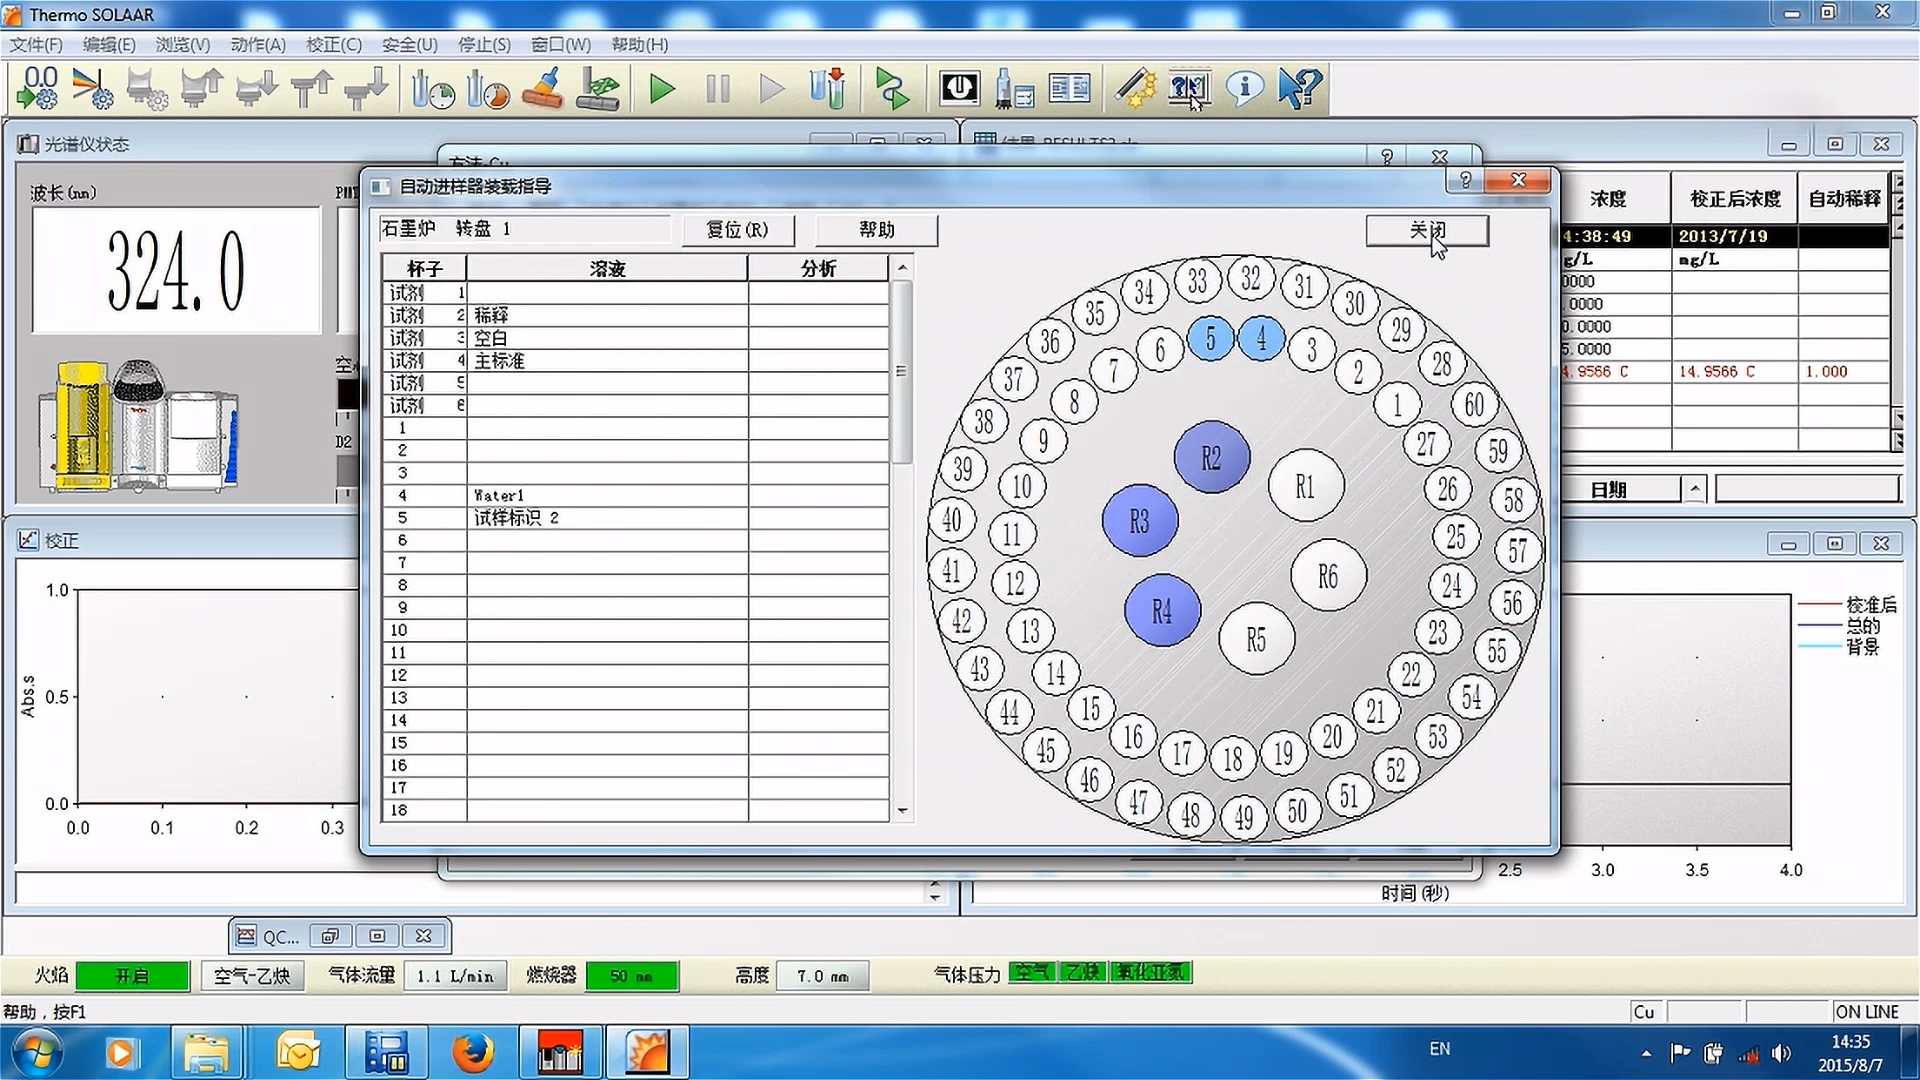 Thermo SOLAAR
文件(F) 编辑(E) 浏览(V) 动作(A) 校正(C) 安全(U) 停止(S) 窗口(W) 帮助(H)
0.0
光谱仪状态
方法-Cu
结果-RESULTS3.slr
自动进样器装载指导
波长(nm)
324.0
D2
石墨炉 转盘 1
复位(R)
帮助
关闭
杯子 溶液 分析
试剂 1
试剂 2 稀释
试剂 3 空白
试剂 4 主标准
试剂 5
试剂 6
1
2
3
4 Water1
5 试样标识 2
6
7
8
9
10
11
12
13
14
15
16
17
18
33 32 31
34 30
35 29
36 28
37 60
38 59
39 58
40 57
41 56
42 55
43 54
44 53
45 52
46 51
47 48 49 50
5 4
6 3
7 2
8 1
9 27
10 26
11 25
12 24
13 23
14 22
15 21
16 20
17 18 19
R2 R1
R3
R6
R4 R5
浓度 校正后浓度 自动稀释
4:38:49 2013/7/19
g/L mg/L
0000
.0000
0.0000
5.0000
4.9566 C 14.9566 C 1.000
日期
校正
1.0
0.5
0.0
Abs.s
0.0 0.1 0.2 0.3
校准后
总的
背景
2.5 3.0 3.5 4.0
时间(秒)
QC...
火焰 开启 空气-乙炔 气体流量 1.1 L/min 燃烧器 50 mm 高度 7.0 mm 气体压力 空气 乙炔 氧化亚氮
帮助，按F1
Cu
ON LINE
EN
14:35
2015/8/7